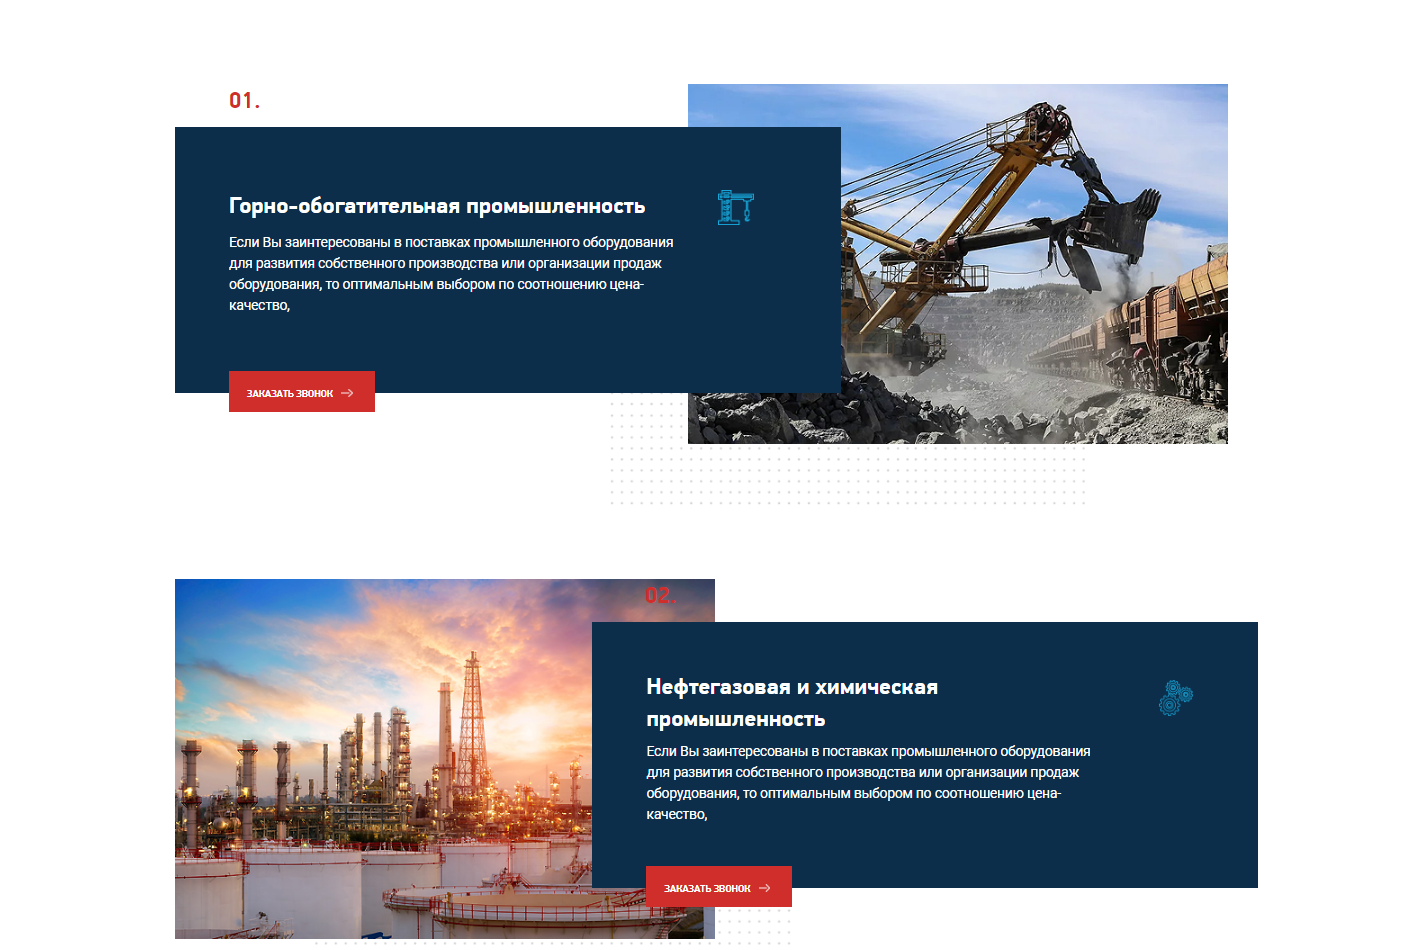 01.
Горно-обогатительная промышленность
Если Вы заинтересованы в поставках промышленного оборудования
для развития собственного производства или организации продаж
оборудования, то оптимальным выбором по соотношению цена-
качество,
ЗАКАЗАТЬ ЗВОНОК
02.
Нефтегазовая и химическая
промышленность
Если Вы заинтересованы в поставках промышленного оборудования
для развития собственного производства или организации продаж
оборудования, то оптимальным выбором по соотношению цена-
качество,
ЗАКАЗАТЬ ЗВОНОК